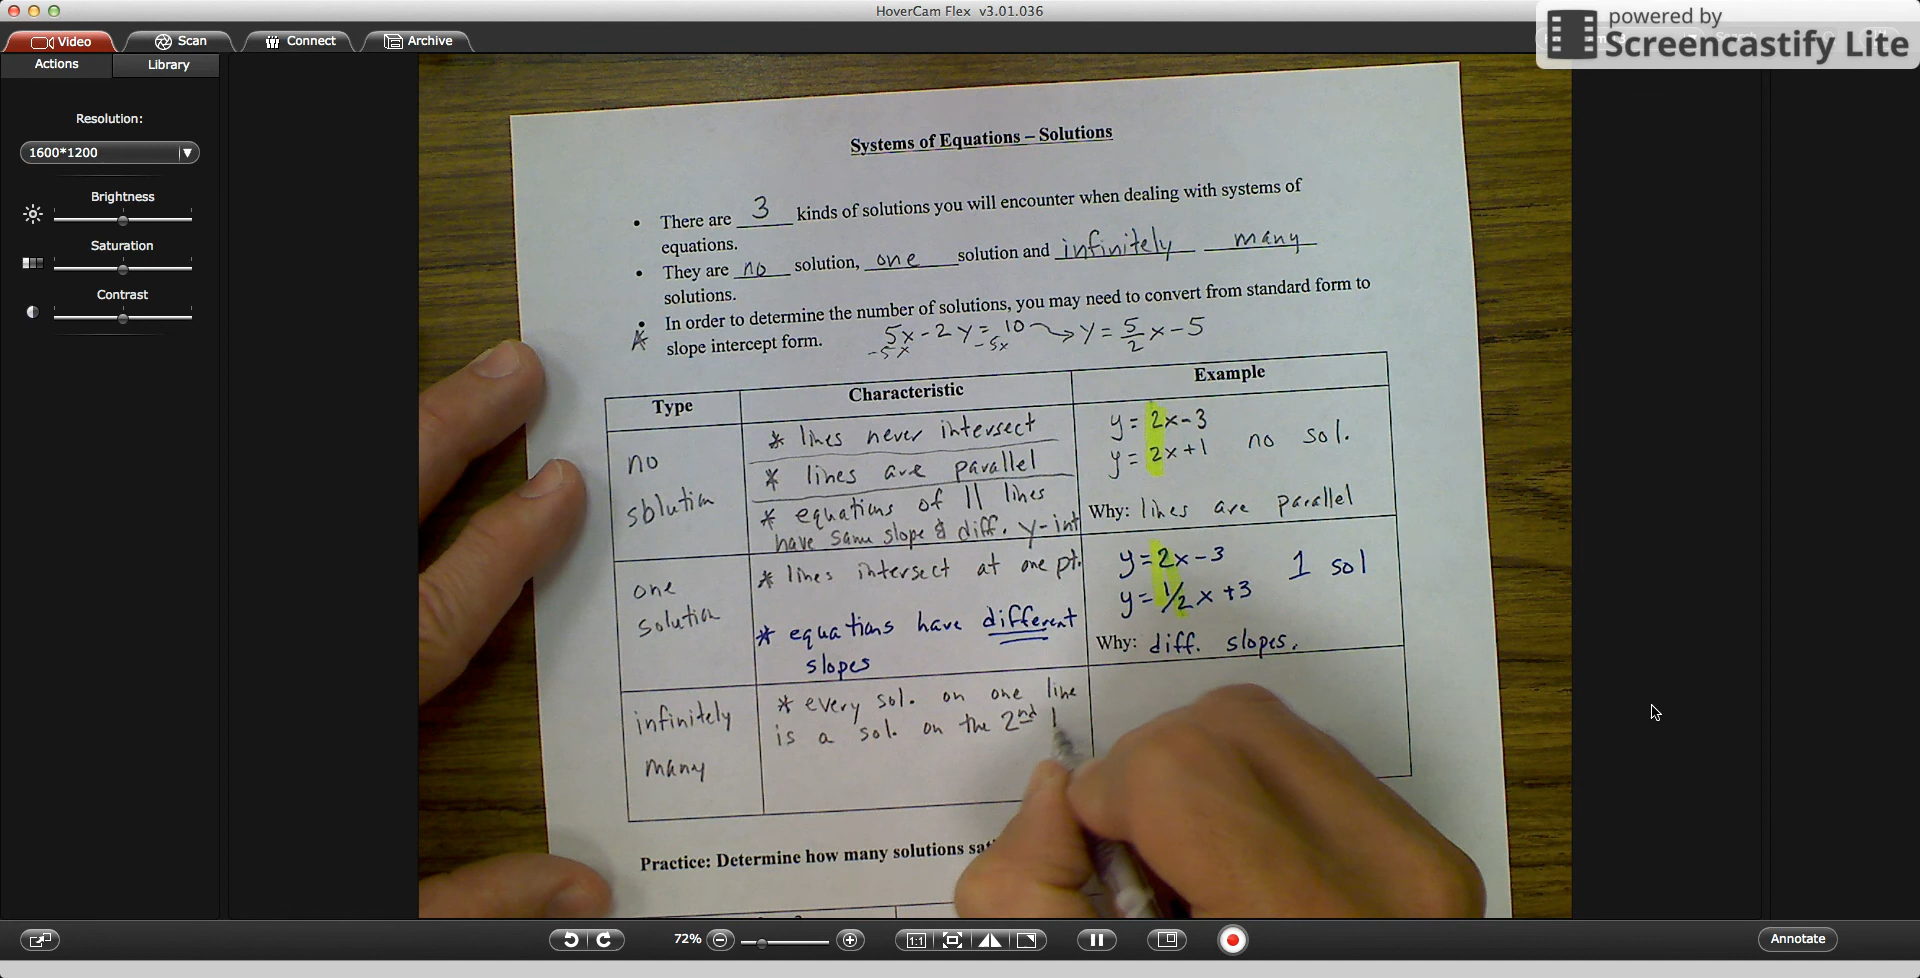 HoverCam Flex v3.01.036
powered by
Screencastify Lite
Video
Scan
Connect
Archive
Actions
Library
Resolution:
1600*1200
Brightness
Saturation
Contrast
Systems of Equations – Solutions
• There are 3 kinds of solutions you will encounter when dealing with systems of
equations.
• They are no solution, one solution and infinitely many
solutions.
• In order to determine the number of solutions, you may need to convert from standard form to
slope intercept form.
5x - 2y = 10 → y = 5/2 x - 5
-5x -5x
Type
Characteristic
Example
no
solution
* lines never intersect
* lines are parallel
* equations of || lines
have same slope & diff. y-int
y = 2x-3
y = 2x+1
no sol.
Why: lines are parallel
one
solution
* lines intersect at one pt.
* equations have different
slopes
y = 2x-3
y = 1/2x +3
1 sol
Why: diff. slopes.
infinitely
many
* every sol. on one line
is a sol. on the 2nd l
Practice: Determine how many solutions
72%
1:1
Annotate